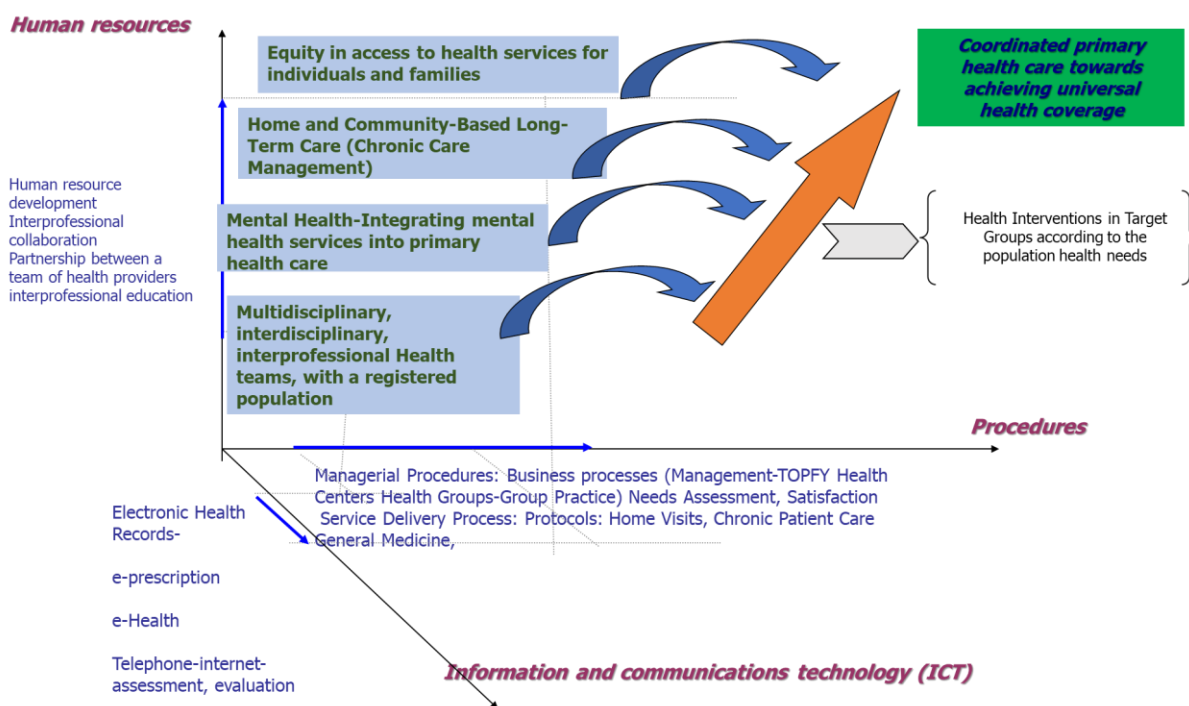 Human resources
Equity in access to health services for
individuals and families
Coordinated primary
health care towards
achieving universal
health coverage
Home and Community-Based Long-
Term Care (Chronic Care
Management)
Human resource
development
Interprofessional
collaboration
Partnership between a
team of health providers
interprofessional education
Mental Health-Integrating mental
health services into primary
health care
Health Interventions in Target
Groups according to the
population health needs
Multidisciplinary,
interdisciplinary,
interprofessional Health
teams, with a registered
population
Procedures
Managerial Procedures: Business processes (Management-TOPFY Health
Centers Health Groups-Group Practice) Needs Assessment, Satisfaction
Service Delivery Process: Protocols: Home Visits, Chronic Patient Care
General Medicine,
Electronic Health
Records-
e-prescription
e-Health
Telephone-internet-
assessment, evaluation
Information and communications technology (ICT)